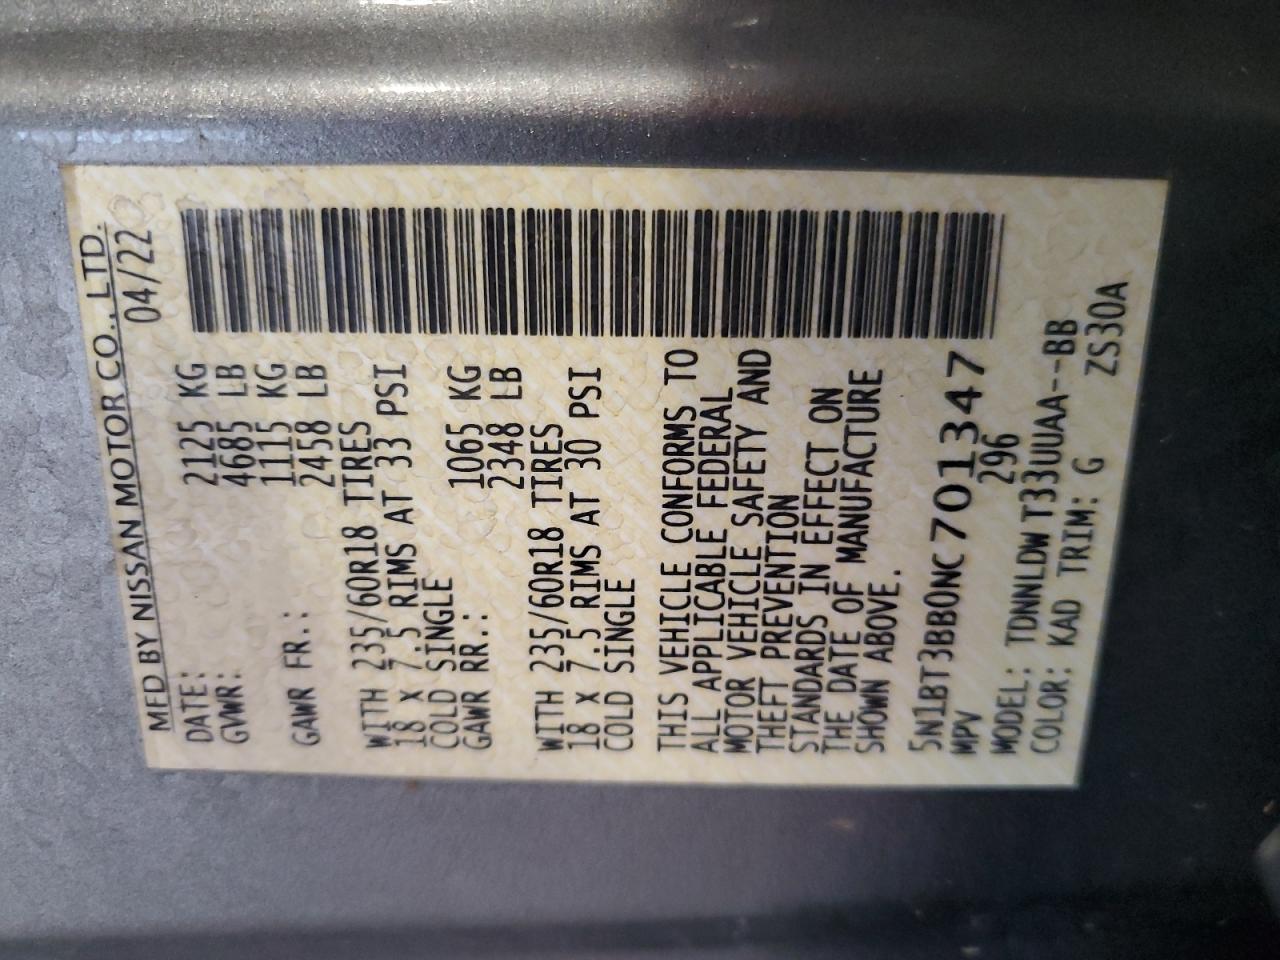 MFD BY NISSAN MOTOR CO., LTD.
DATE: 04/22
GVWR: 2125 KG
4685 LB
1115 KG
GAWR FR.: 2458 LB
WITH 235/60R18 TIRES
18 X 7.5 RIMS AT 33 PSI
COLD SINGLE
GAWR RR.: 1065 KG
2348 LB
WITH 235/60R18 TIRES
18 X 7.5 RIMS AT 30 PSI
COLD SINGLE
THIS VEHICLE CONFORMS TO
ALL APPLICABLE FEDERAL
MOTOR VEHICLE SAFETY AND
THEFT PREVENTION
STANDARDS IN EFFECT ON
THE DATE OF MANUFACTURE
SHOWN ABOVE.
5N1BT3BB0NC701347
MPV 296
MODEL: TDNNLDW T33UUAA--BB
COLOR: KAD TRIM: G ZS30A